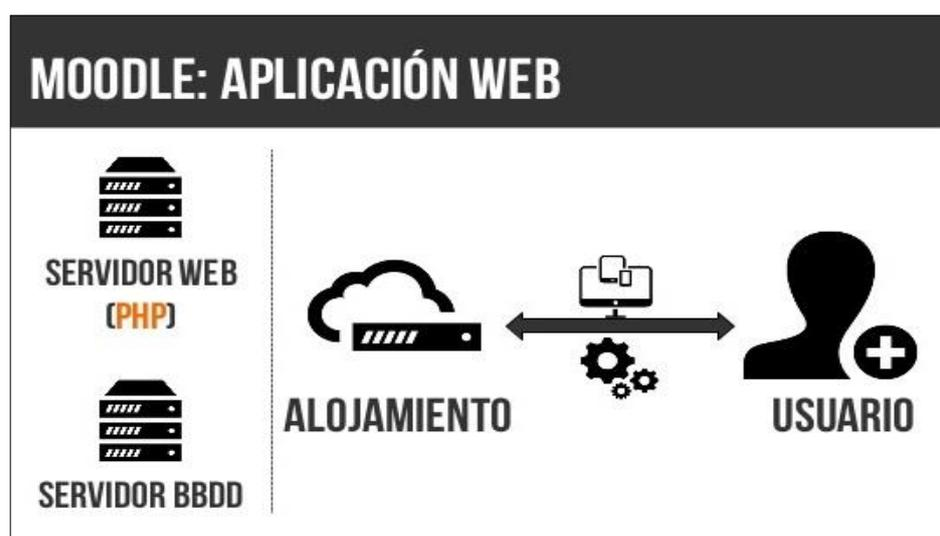 MOODLE: APLICACIÓN WEB
SERVIDOR WEB
(PHP)
SERVIDOR BBDD
ALOJAMIENTO
USUARIO